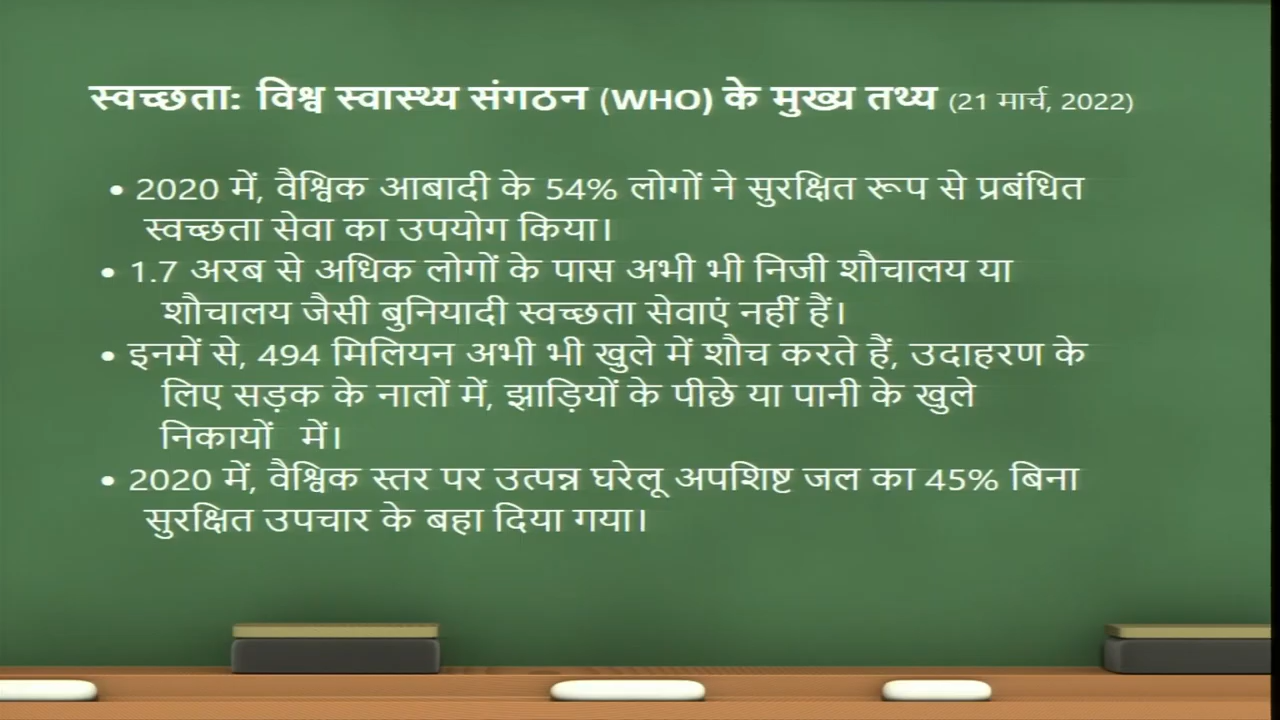 स्वच्छता: विश्व स्वास्थ्य संगठन (WHO) के मुख्य तथ्य (21 मार्च, 2022)
• 2020 में, वैश्विक आबादी के 54% लोगों ने सुरक्षित रूप से प्रबंधित
स्वच्छता सेवा का उपयोग किया।
• 1.7 अरब से अधिक लोगों के पास अभी भी निजी शौचालय या
शौचालय जैसी बुनियादी स्वच्छता सेवाएं नहीं हैं।
• इनमें से, 494 मिलियन अभी भी खुले में शौच करते हैं, उदाहरण के
लिए सड़क के नालों में, झाड़ियों के पीछे या पानी के खुले
निकायों में।
• 2020 में, वैश्विक स्तर पर उत्पन्न घरेलू अपशिष्ट जल का 45% बिना
सुरक्षित उपचार के बहा दिया गया।